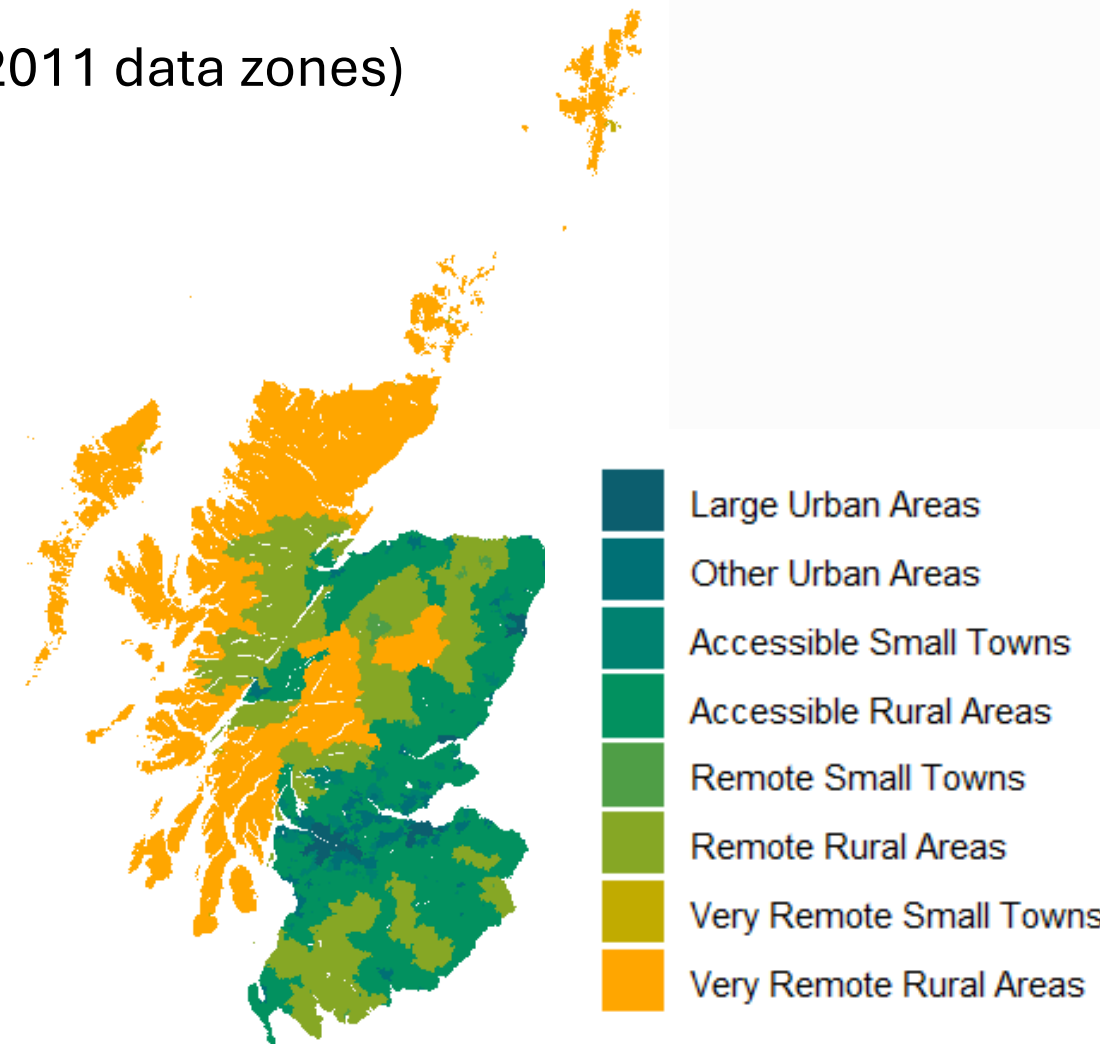 2011 data zones)
Large Urban Areas
Other Urban Areas
Accessible Small Towns
Accessible Rural Areas
Remote Small Towns
Remote Rural Areas
Very Remote Small Towns
Very Remote Rural Areas